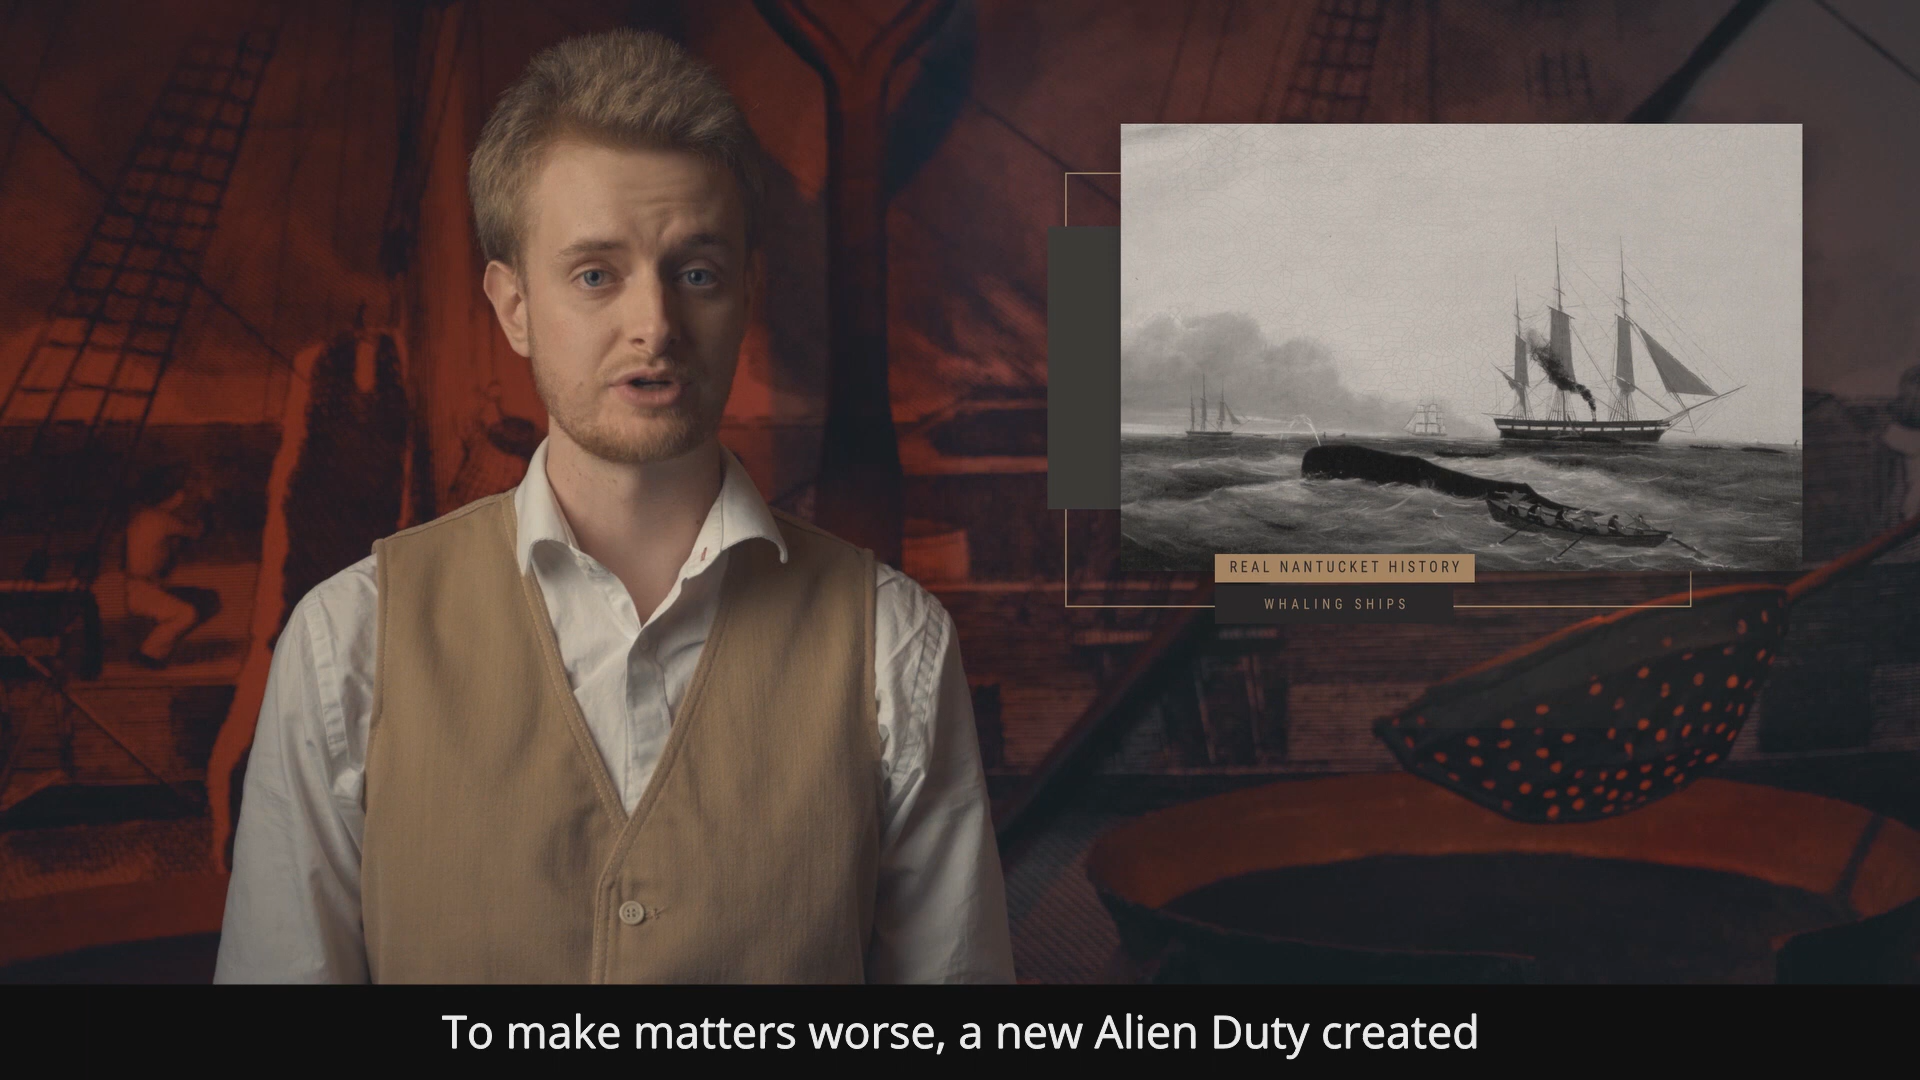 REAL NANTUCKET HISTORY
WHALING SHIPS
To make matters worse, a new Alien Duty created